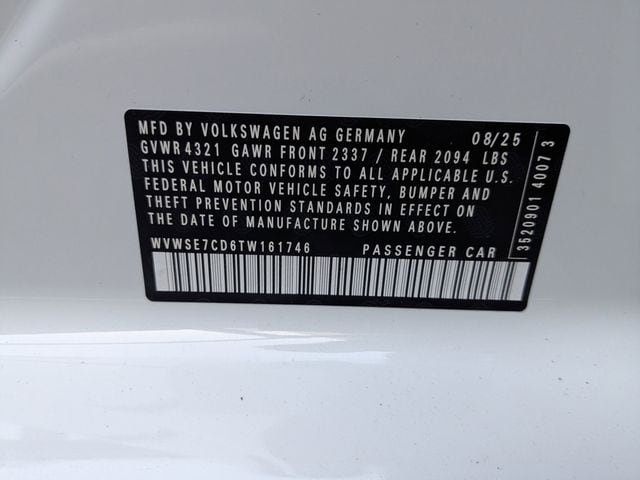 MFD BY VOLKSWAGEN AG GERMANY 08/25
GVWR 4321 GAWR FRONT 2337 / REAR 2094 LBS
THIS VEHICLE CONFORMS TO ALL APPLICABLE U.S.
FEDERAL MOTOR VEHICLE SAFETY, BUMPER AND
THEFT PREVENTION STANDARDS IN EFFECT ON
THE DATE OF MANUFACTURE SHOWN ABOVE.
WVWSE7CD6TW161746 PASSENGER CAR
3520901 4007 3